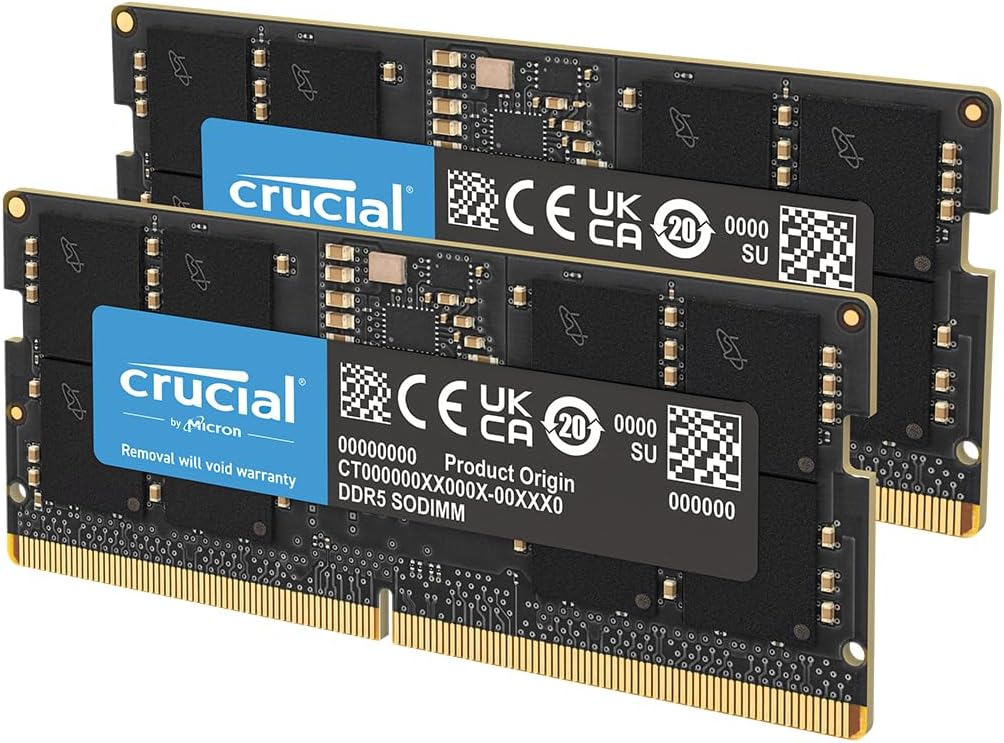 crucial®
CE UK
CA 20 0000
SU
crucial®
by Micron
Removal will void warranty
CE UK
CA 20 0000
SU
00000000 Product Origin
CT000000XX000X-00XXX0
DDR5 SODIMM
000000